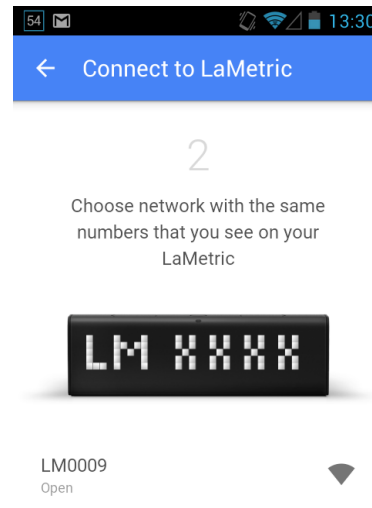 54 13:30
Connect to LaMetric
2
Choose network with the same
numbers that you see on your
LaMetric
LM XXXX
LM0009
Open